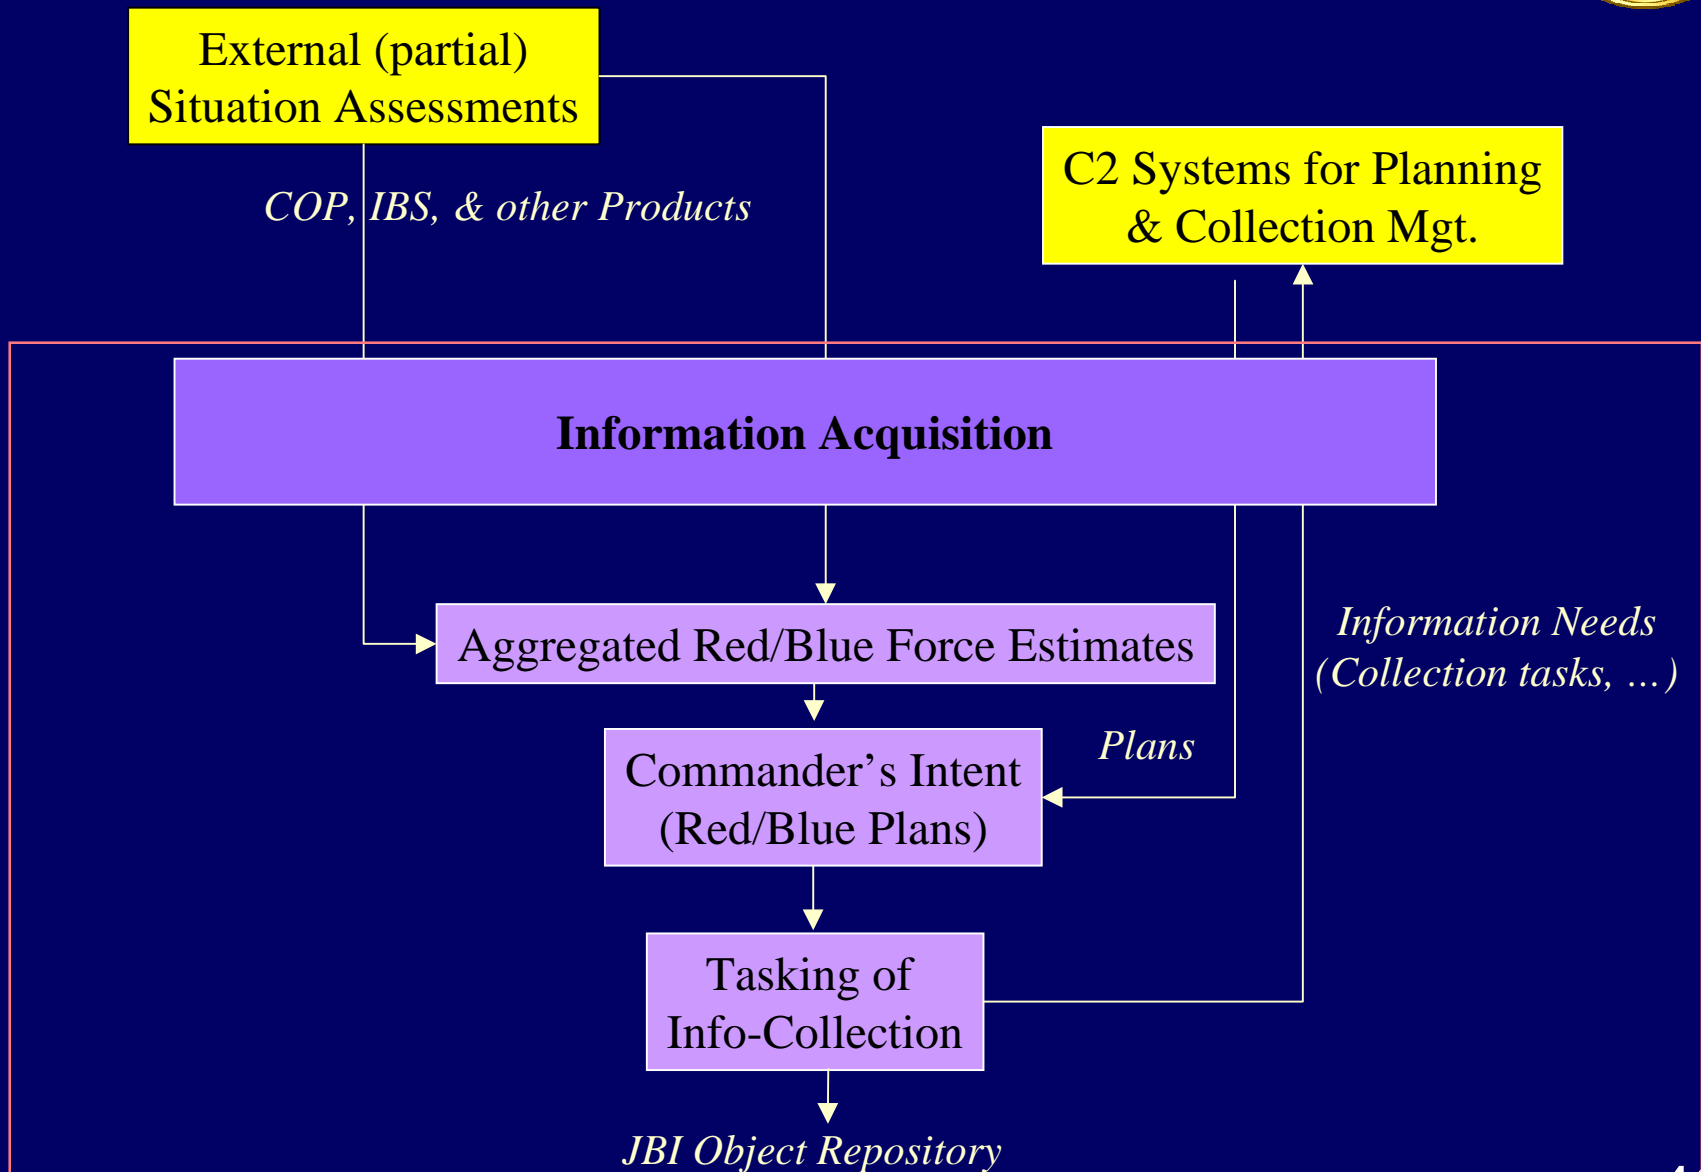 External (partial)
Situation Assessments
COP, IBS, & other Products
C2 Systems for Planning
& Collection Mgt.
Information Acquisition
Aggregated Red/Blue Force Estimates
Information Needs
(Collection tasks, …)
Commander’s Intent
(Red/Blue Plans)
Plans
Tasking of
Info-Collection
JBI Object Repository